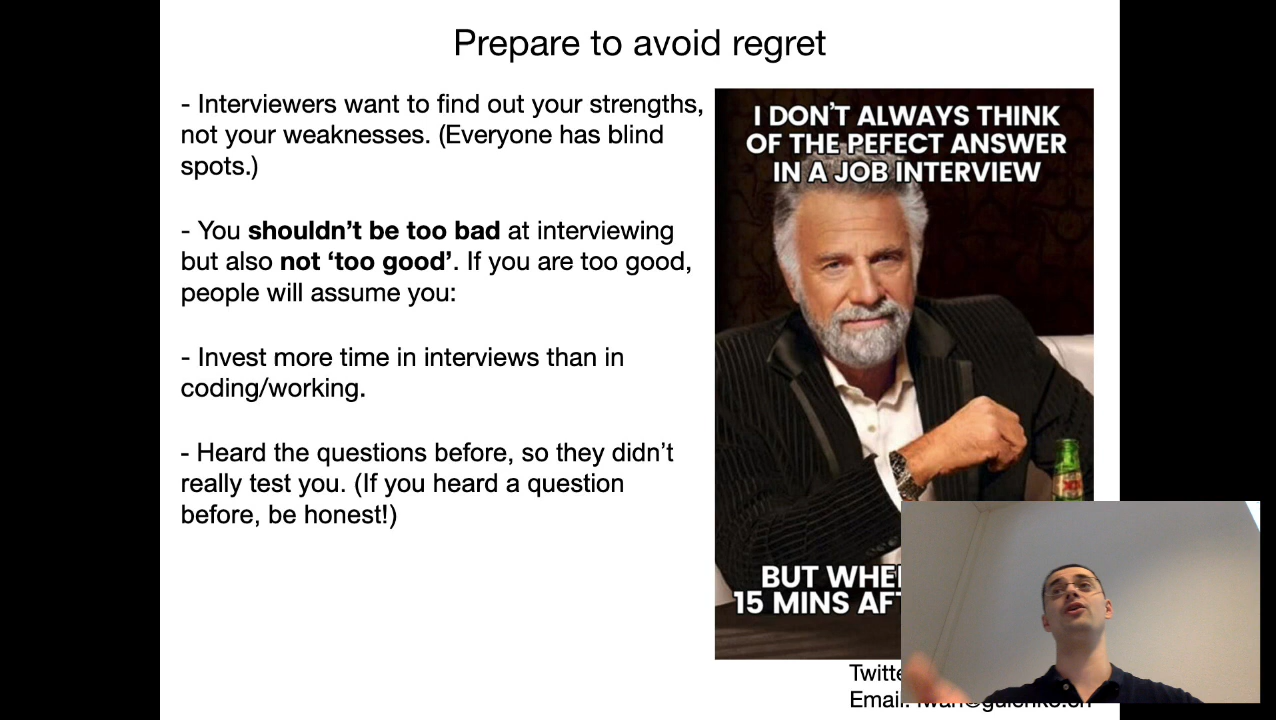 Prepare to avoid regret
- Interviewers want to find out your strengths,
not your weaknesses. (Everyone has blind
spots.)
- You shouldn’t be too bad at interviewing
but also not ‘too good’. If you are too good,
people will assume you:
- Invest more time in interviews than in
coding/working.
- Heard the questions before, so they didn’t
really test you. (If you heard a question
before, be honest!)
I DON’T ALWAYS THINK
OF THE PEFECT ANSWER
IN A JOB INTERVIEW
BUT
15 MINS
Email: